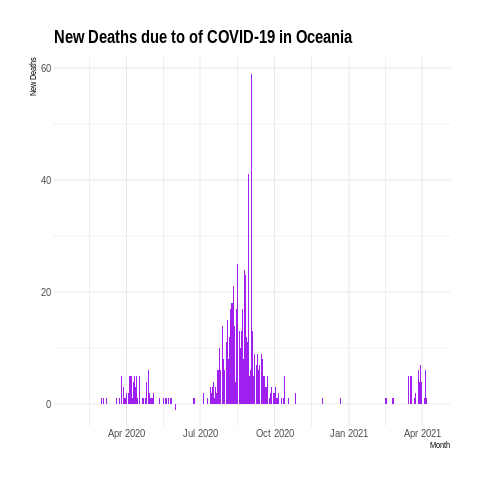 New Deaths due to of COVID-19 in Oceania
New Deaths
60
40
20
0
Apr 2020 Jul 2020 Oct 2020 Jan 2021 Apr 2021
Month